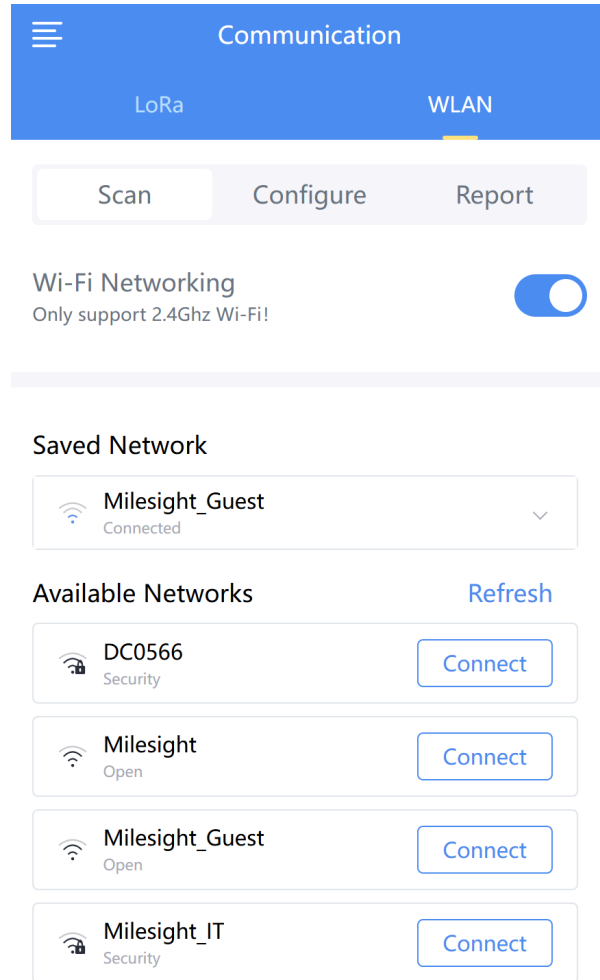 Communication
LoRa WLAN
Scan Configure Report
Wi-Fi Networking
Only support 2.4Ghz Wi-Fi!
Saved Network
Milesight_Guest
Connected
Available Networks Refresh
DC0566
Security
Connect
Milesight
Open
Connect
Milesight_Guest
Open
Connect
Milesight_IT
Security
Connect